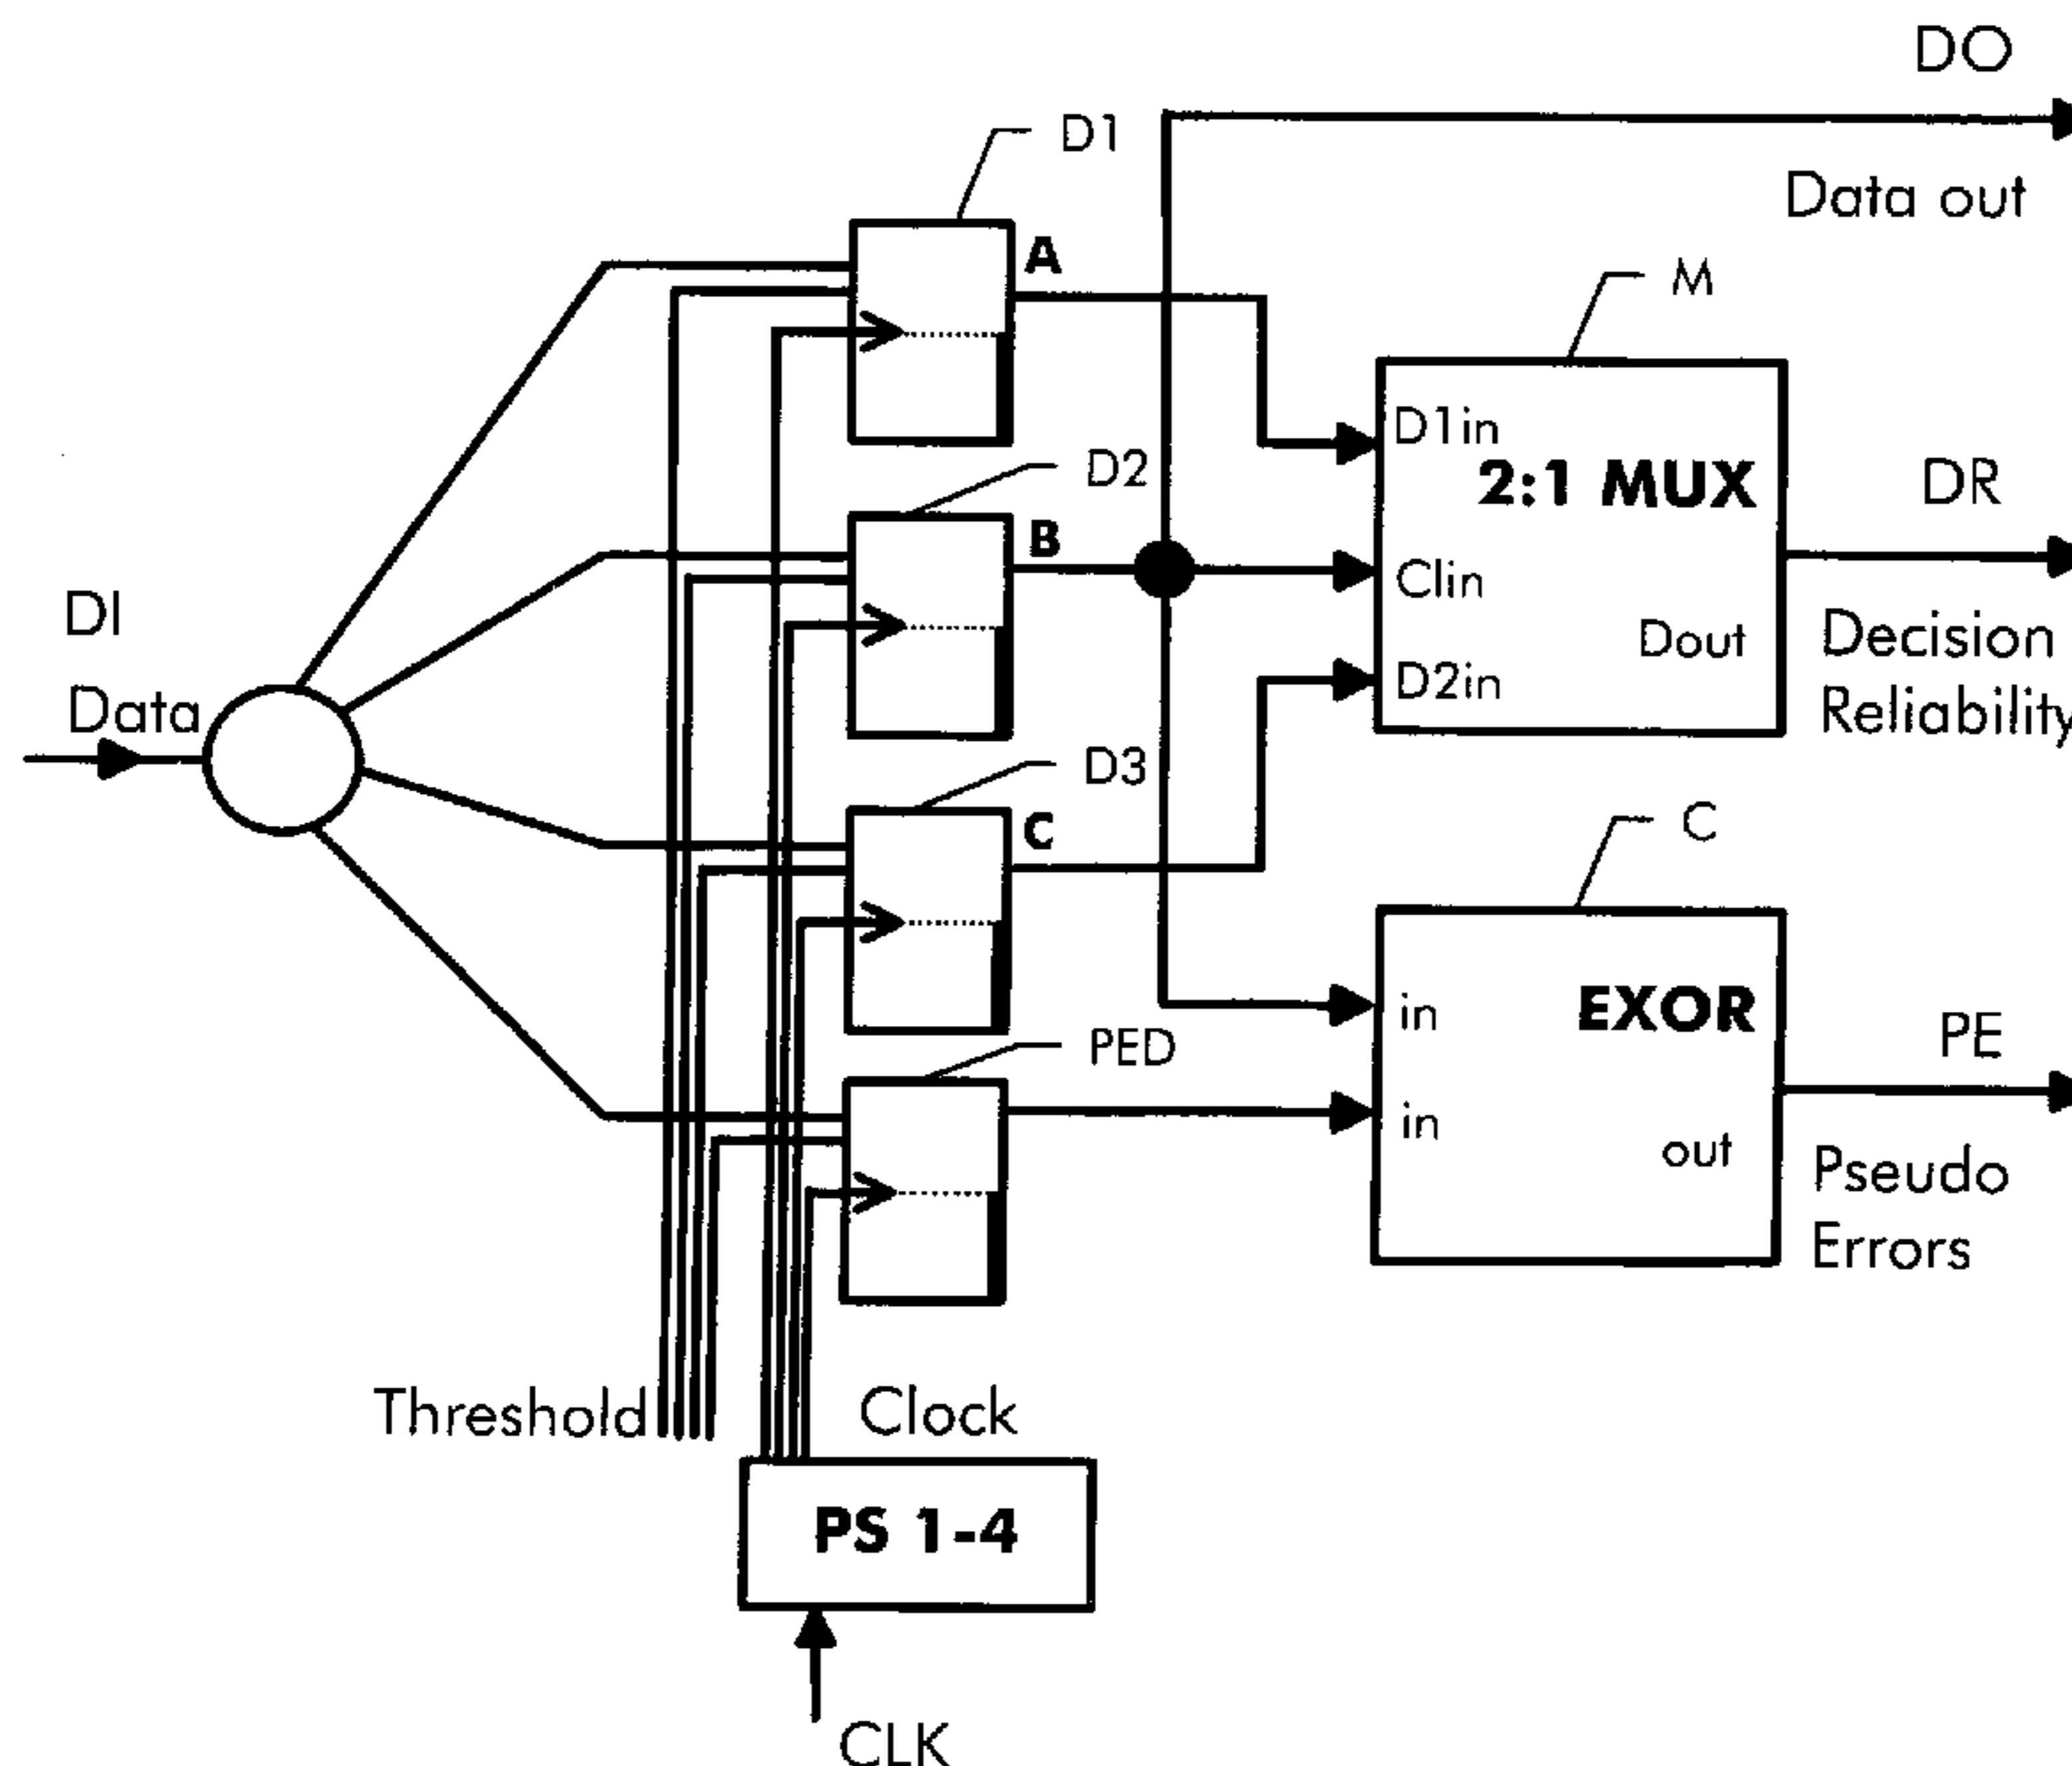 DO
Data out
D1
A
M
D1in
2:1 MUX
Clin
Dout
D2in
DR
Decision
Reliability
D2
B
DI
Data
D3
C
C
EXOR
in
in
out
PE
Pseudo
Errors
PED
Threshold
Clock
PS 1-4
CLK